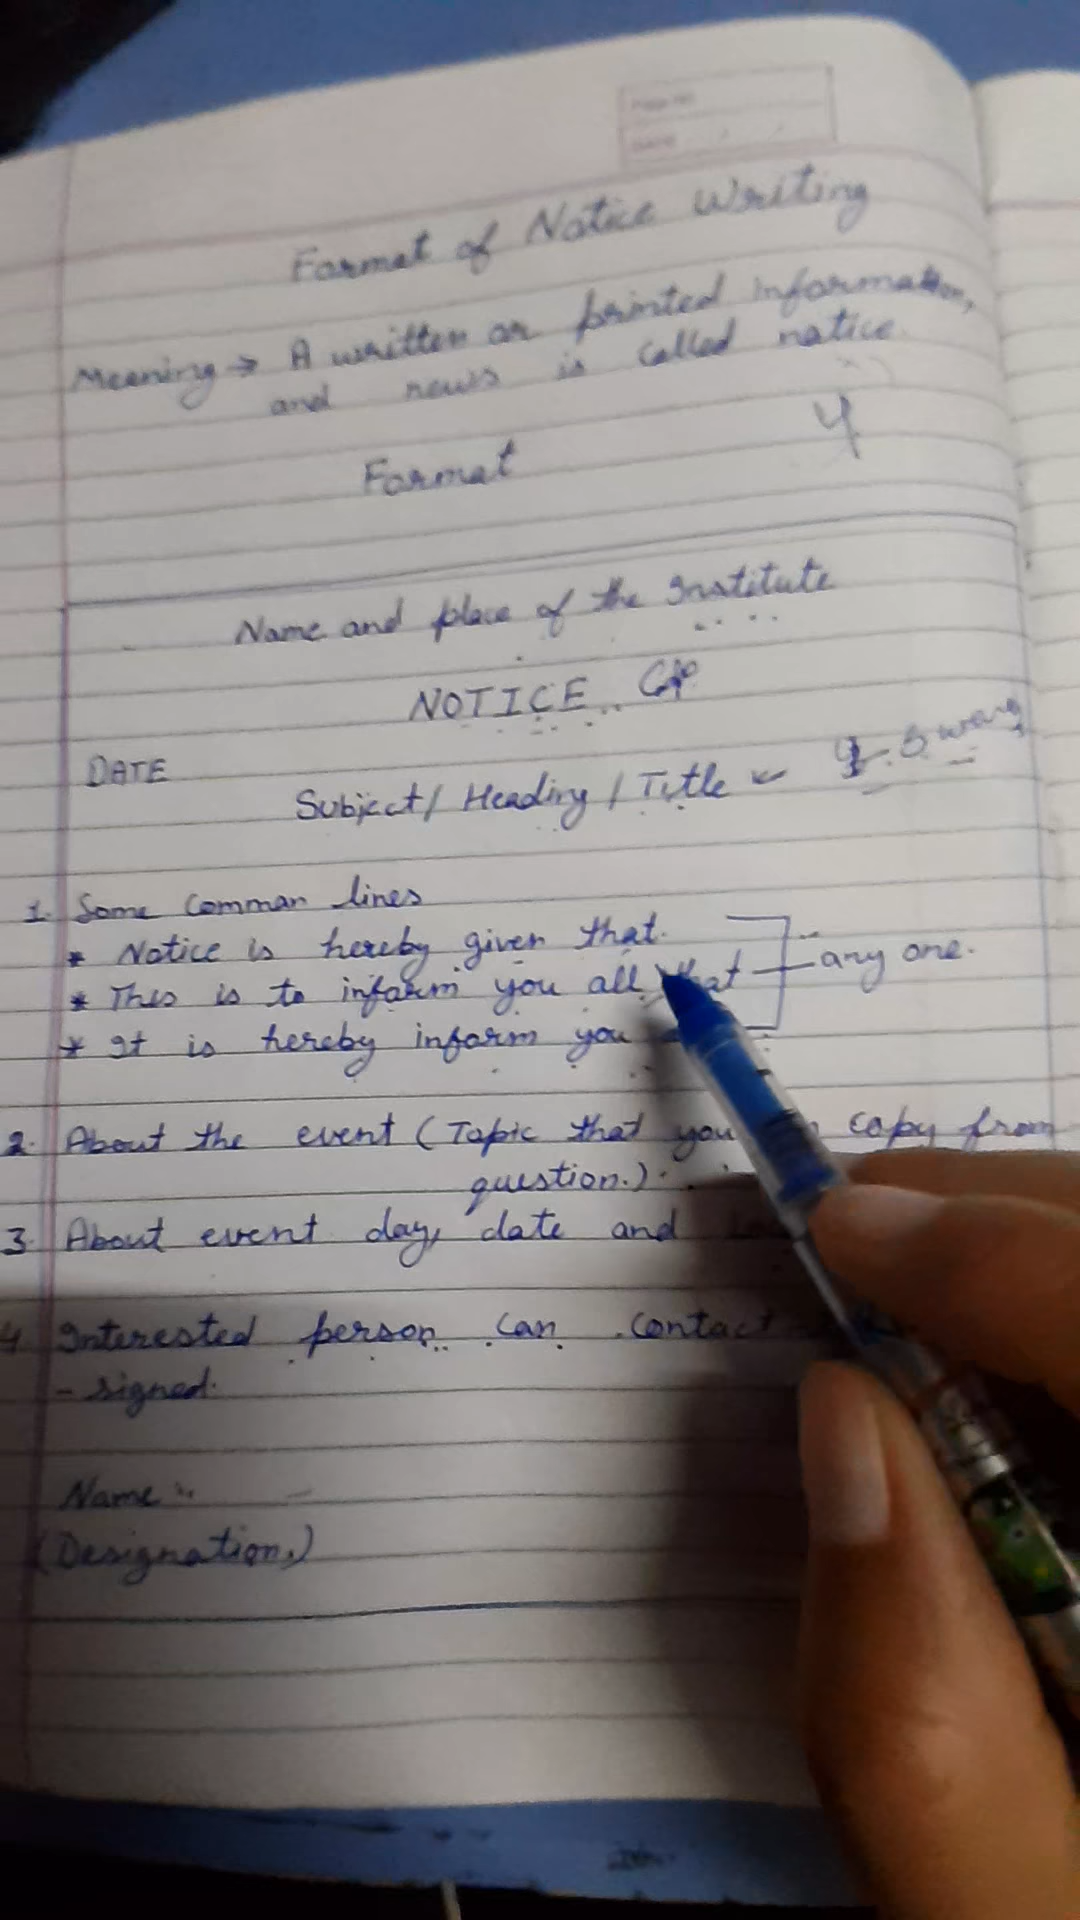 Format of Notice Writing
Meaning → A written or printed information,
and news is called notice.
Format
4
Name and place of the Institute
NOTICE
DATE
Subject / Heading / Title
1. Some Comman lines
* Notice is hereby given that.
* This is to inform you all that
any one.
* It is hereby inform you
2. About the event (Topic that you copy from
question.).
3. About event day, date and
4. Interested person can contact
- signed.
Name :
(Designation.)